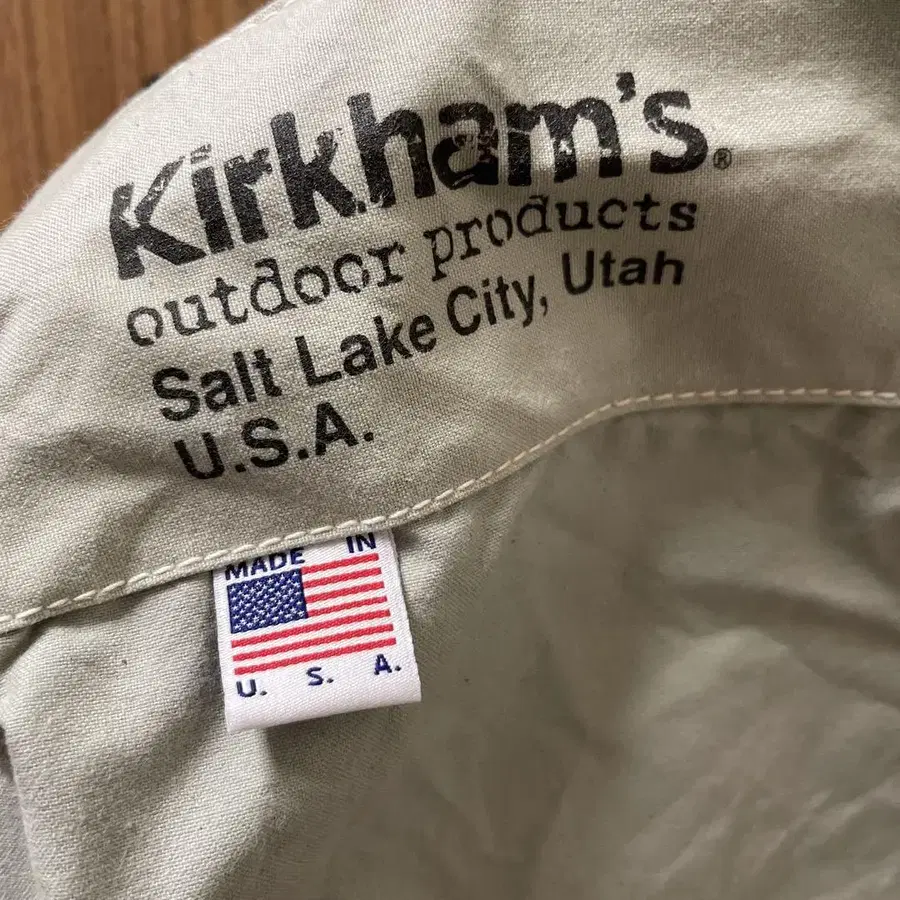 Kirkham's®
outdoor products
Salt Lake City, Utah
U.S.A.
MADE IN
U. S. A.